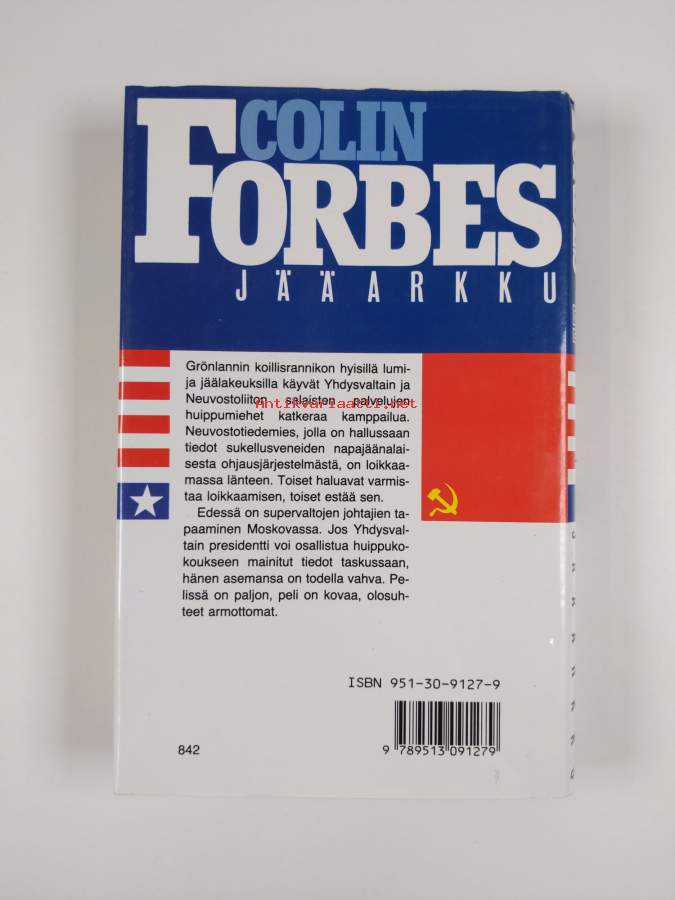 COLIN
FORBES
JÄÄARKKU
Grönlannin koillisrannikon hyisillä lumi-
ja jäälakeuksilla käyvät Yhdysvaltain ja
Neuvostoliiton salaisten palvelujen
Antikvariaatti.net
huippumiehet katkeraa kamppailua.
Neuvostotiedemies, jolla on hallussaan
tiedot sukellusveneiden napajäänalai-
sesta ohjausjärjestelmästä, on loikkaa-
massa länteen. Toiset haluavat varmis-
taa loikkaamisen, toiset estää sen.
Edessä on supervaltojen johtajien ta-
paaminen Moskovassa. Jos Yhdysval-
tain presidentti voi osallistua huippuko-
koukseen mainitut tiedot taskussaan,
hänen asemansa on todella vahva. Pe-
lissä on paljon, peli on kovaa, olosuh-
teet armottomat.
ISBN 951-30-9127-9
9 789513 091279
842